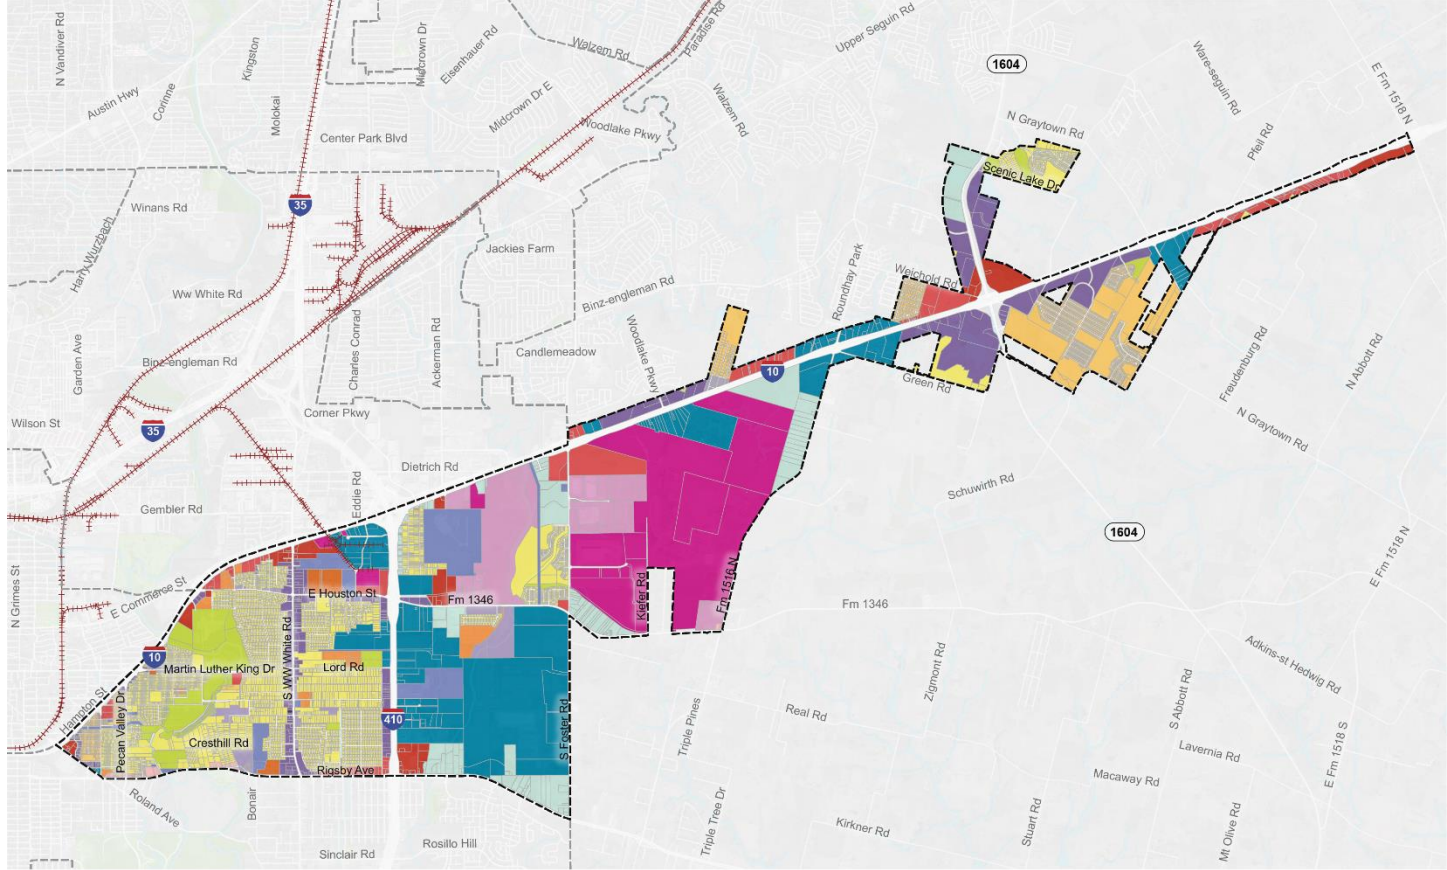 N Vandiver Rd
Austin Hwy
Corinne
Kingston
Molokai
Midcrown Dr
Eisenhauer Rd
Walzem Rd
Paradise Rd
Upper Seguin Rd
1604
Ware-seguin Rd
E Fm 1518 N
Center Park Blvd
Midcrown Dr E
Woodlake Pkwy
Walzem Rd
N Graytown Rd
Pfeil Rd
Scenic Lake Dr
35
Winans Rd
Harry Wurzbach
Jackies Farm
Roundhay Park
Weichold Rd
Ww White Rd
Binz-engleman Rd
Garden Ave
Binz-engleman Rd
Charles Conrad
Ackerman Rd
Candlemeadow
Woodlake Pkwy
10
Green Rd
Freudenburg Rd
N Abbott Rd
Wilson St
35
Corner Pkwy
N Graytown Rd
Dietrich Rd
Eddie Rd
Schuwirth Rd
Gembler Rd
1604
E Fm 1518 N
N Grimes St
E Commerce St
E Houston St
Fm 1346
Kiefer Rd
Fm 1516 N
Fm 1346
10
Martin Luther King Dr
S WW White Rd
Lord Rd
Zigmont Rd
Adkins-st Hedwig Rd
Hampton St
Pecan Valley Dr
410
S Foster Rd
Triple Pines
Real Rd
S Abbott Rd
Cresthill Rd
Lavernia Rd
E Fm 1518 S
Rigsby Ave
Macaway Rd
Roland Ave
Bonair
Triple Tree Dr
Kirkner Rd
Stuart Rd
Mt Olive Rd
Sinclair Rd
Rosillo Hill